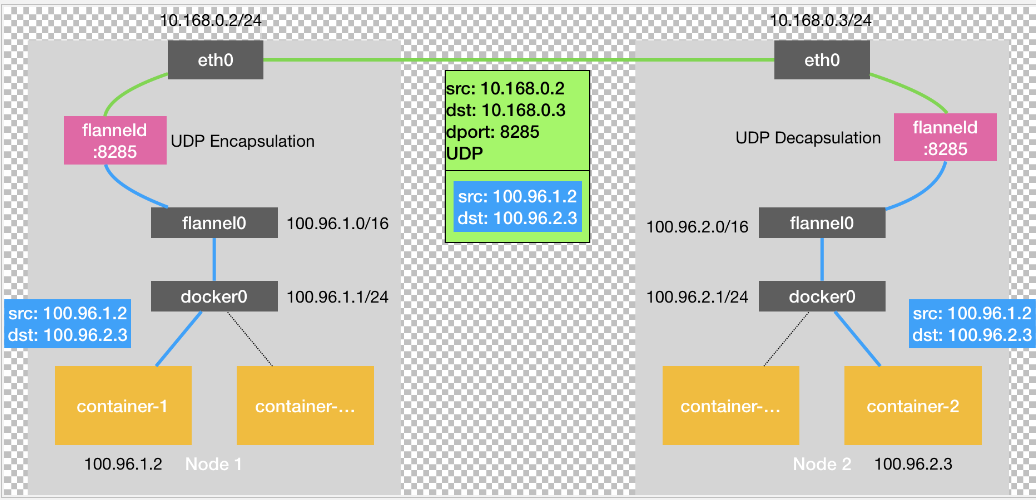 10.168.0.2/24
10.168.0.3/24
eth0
eth0
src: 10.168.0.2
dst: 10.168.0.3
dport: 8285
UDP
flanneld
:8285
UDP Encapsulation
UDP Decapsulation
flanneld
:8285
src: 100.96.1.2
dst: 100.96.2.3
flannel0
100.96.1.0/16
100.96.2.0/16
flannel0
docker0
100.96.1.1/24
100.96.2.1/24
docker0
src: 100.96.1.2
dst: 100.96.2.3
src: 100.96.1.2
dst: 100.96.2.3
container-1
container-...
container-...
container-2
100.96.1.2
Node 1
Node 2
100.96.2.3